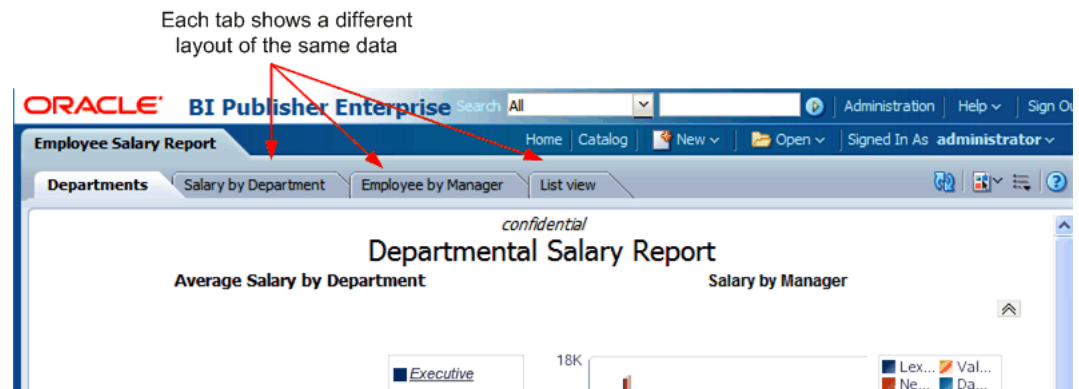 Each tab shows a different
layout of the same data
ORACLE BI Publisher Enterprise Search All Administration Help Sign Ou
Employee Salary Report Home Catalog New Open Signed In As administrator
Departments Salary by Department Employee by Manager List view
confidential
Departmental Salary Report
Average Salary by Department Salary by Manager
18K
Executive Lex... Val...
Ne... Da...